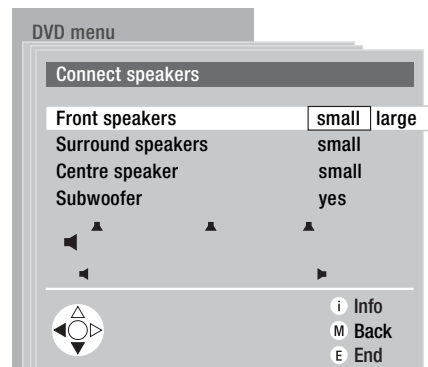 DVD menu
Connect speakers
Front speakers small large
Surround speakers small
Centre speaker small
Subwoofer yes
i Info
M Back
E End